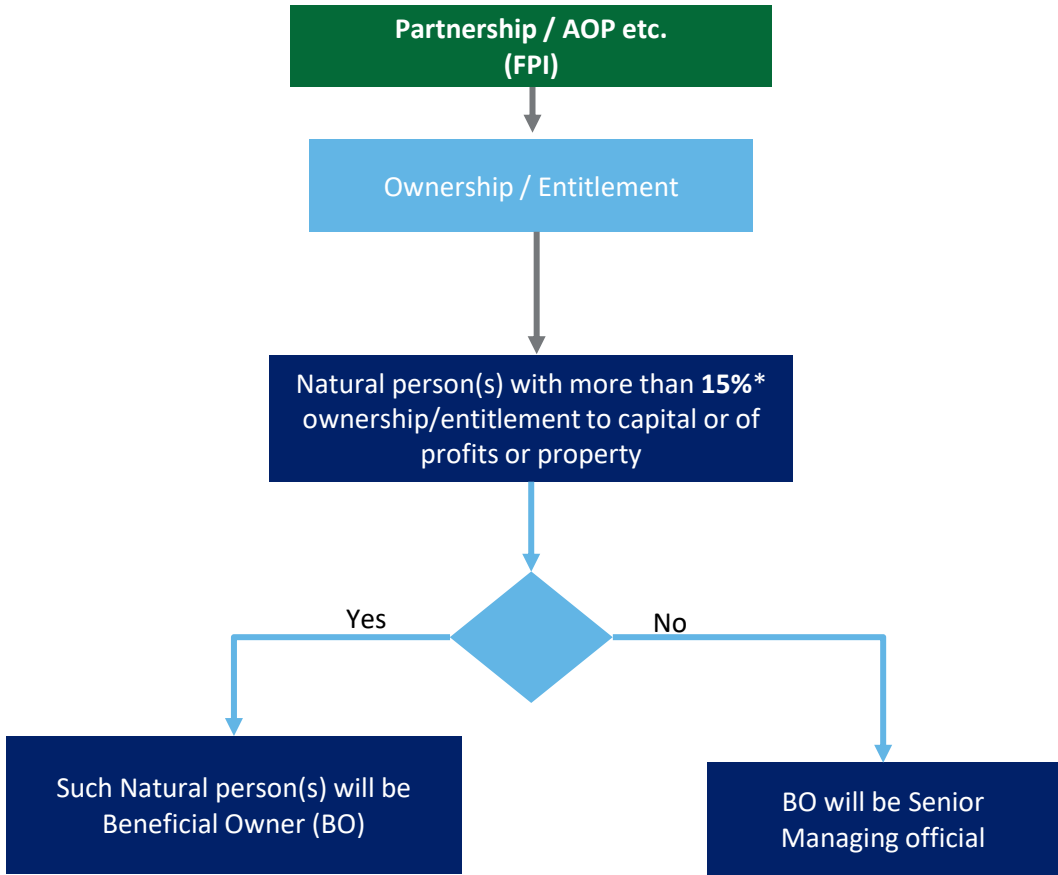 Partnership / AOP etc.
(FPI)
Ownership / Entitlement
Natural person(s) with more than 15%*
ownership/entitlement to capital or of
profits or property
Yes
No
Such Natural person(s) will be
Beneficial Owner (BO)
BO will be Senior
Managing official